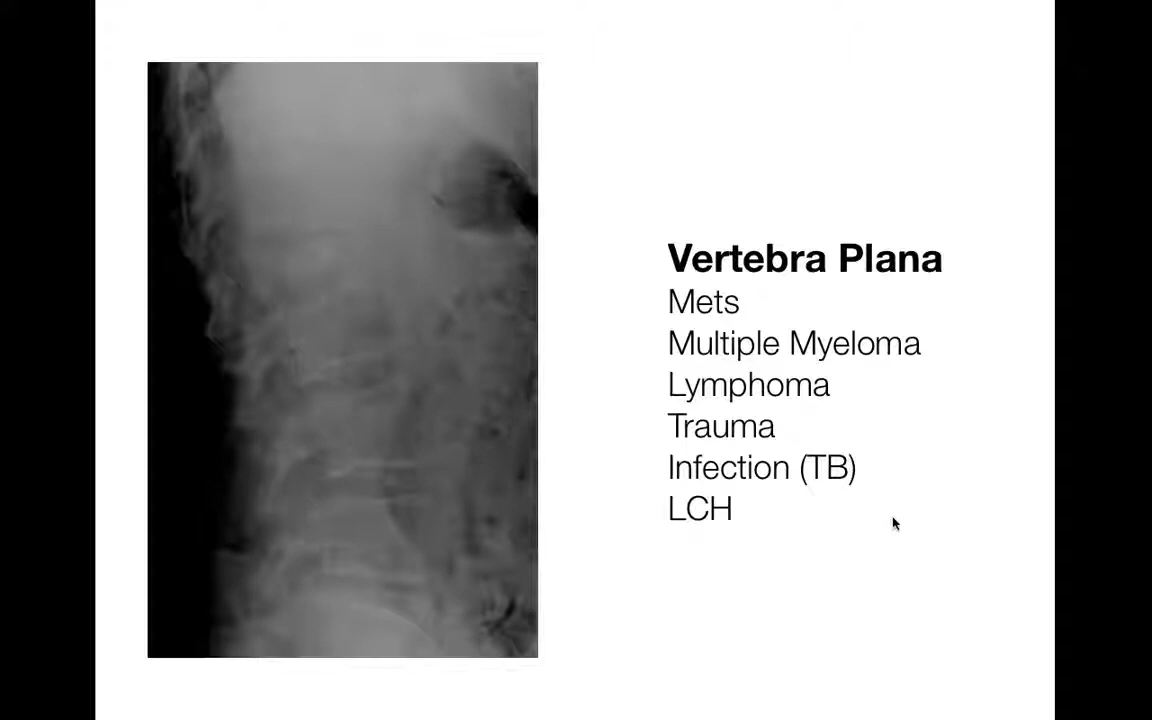 Vertebra Plana
Mets
Multiple Myeloma
Lymphoma
Trauma
Infection (TB)
LCH